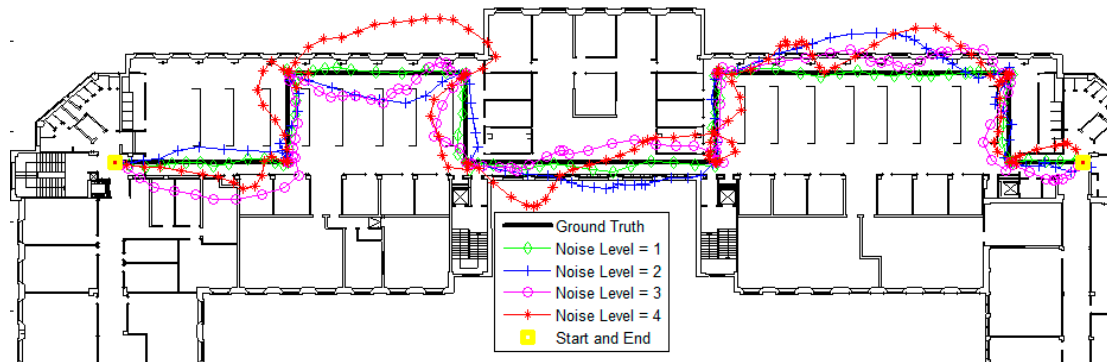 Ground Truth
Noise Level = 1
Noise Level = 2
Noise Level = 3
Noise Level = 4
Start and End